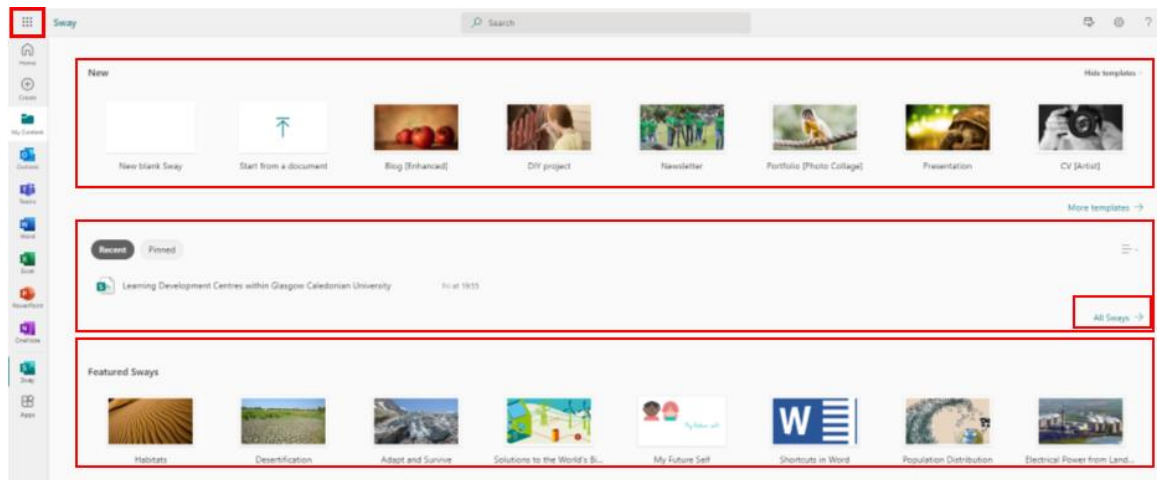 Sway
Search
?
Home
Create
My Content
Outlook
Teams
Word
Excel
PowerPoint
OneNote
Sway
Apps
New
Hide templates
New blank Sway
Start from a document
Blog [Enhanced]
DIY project
Newsletter
Portfolio [Photo Collage]
Presentation
CV [Artist]
More templates →
Recent
Pinned
Learning Development Centres within Glasgow Caledonian University
Fri at 19:55
All Sways →
Featured Sways
My future self
W
Habitats
Desertification
Adapt and Survive
Solutions to the World's Bi...
My Future Self
Shortcuts in Word
Population Distribution
Electrical Power from Land...